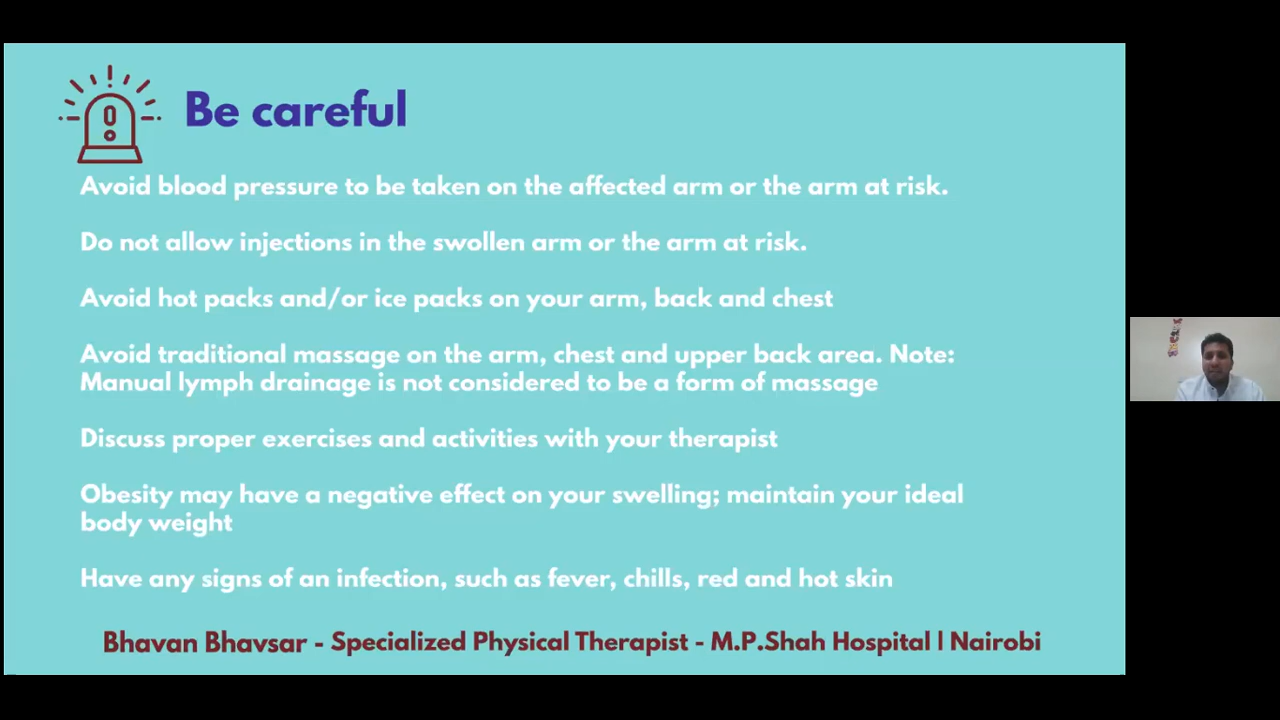 Be careful
Avoid blood pressure to be taken on the affected arm or the arm at risk.
Do not allow injections in the swollen arm or the arm at risk.
Avoid hot packs and/or ice packs on your arm, back and chest
Avoid traditional massage on the arm, chest and upper back area. Note:
Manual lymph drainage is not considered to be a form of massage
Discuss proper exercises and activities with your therapist
Obesity may have a negative effect on your swelling; maintain your ideal
body weight
Have any signs of an infection, such as fever, chills, red and hot skin
Bhavan Bhavsar - Specialized Physical Therapist - M.P.Shah Hospital | Nairobi